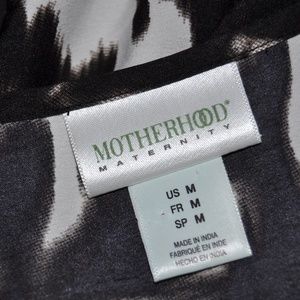 MOTHERHOOD®
MATERNITY
US M
FR M
SP M
MADE IN INDIA
FABRIQUÉ EN INDE
HECHO EN INDIA